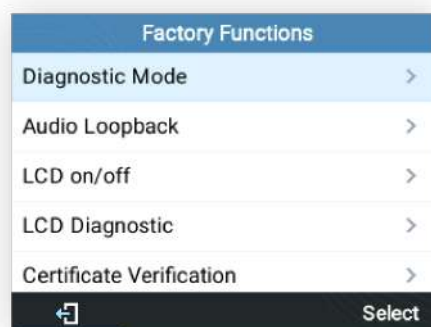 Factory Functions
Diagnostic Mode
Audio Loopback
LCD on/off
LCD Diagnostic
Certificate Verification
Select